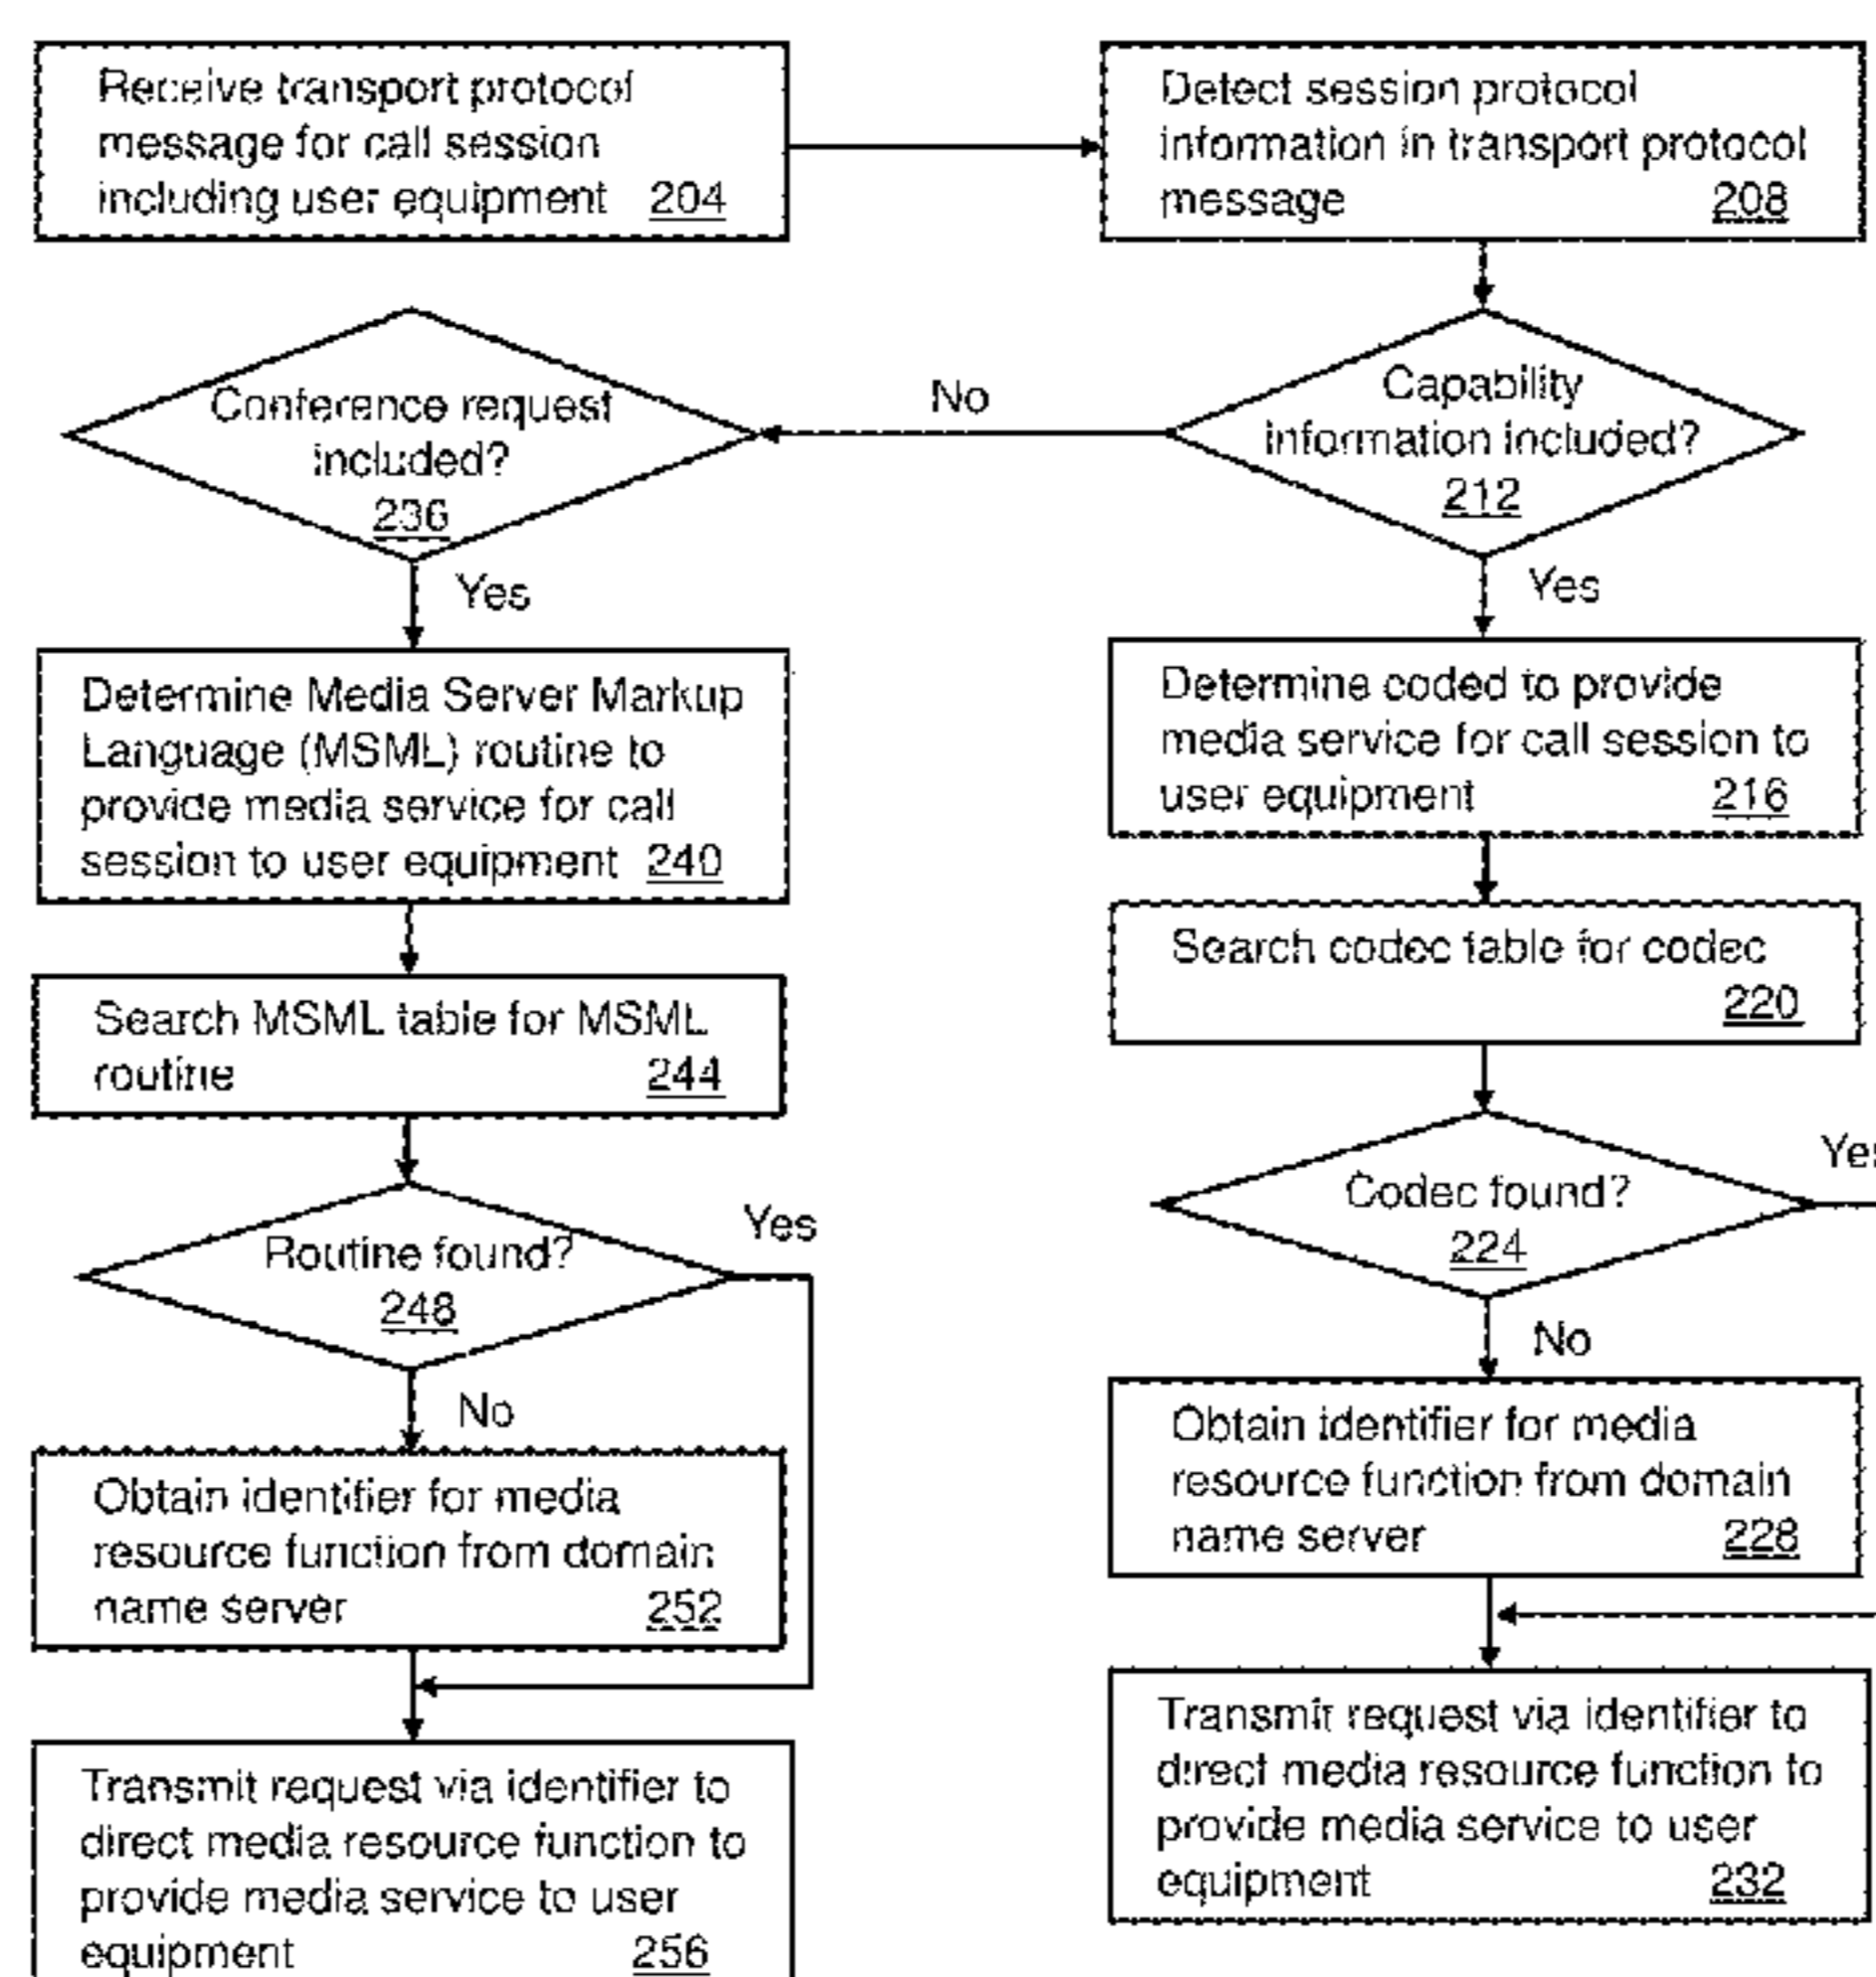 Receive transport protocol
message for call session
including user equipment 204
Detect session protocol
information in transport protocol
message 208
Capability
information included?
212
No
Yes
Conference request
included?
236
Yes
Determine Media Server Markup
Language (MSML) routine to
provide media service for call
session to user equipment 240
Search MSML table for MSML
routine 244
Routine found?
248
Yes
No
Obtain identifier for media
resource function from domain
name server 252
Transmit request via identifier to
direct media resource function to
provide media service to user
equipment 256
Determine coded to provide
media service for call session to
user equipment 216
Search codec table for codec
220
Codec found?
224
Yes
No
Obtain identifier for media
resource function from domain
name server 228
Transmit request via identifier to
direct media resource function to
provide media service to user
equipment 232